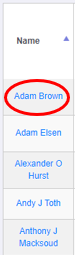 Name
Adam Brown
Adam Elsen
Alexander O
Hurst
Andy J Toth
Anthony J
Macksoud